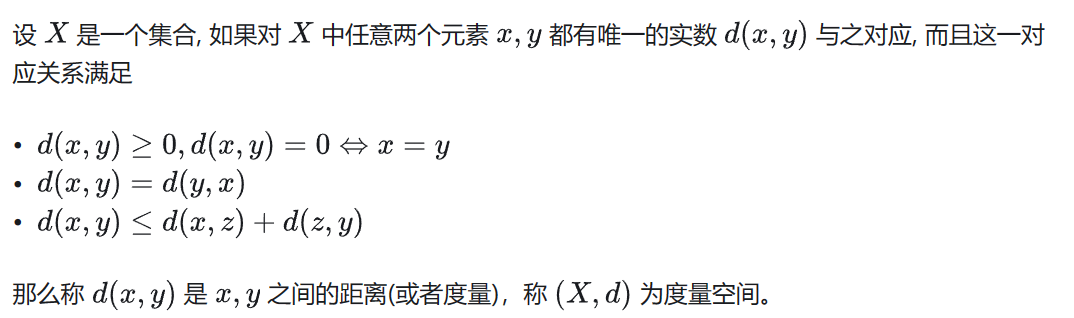 设 X 是一个集合, 如果对 X 中任意两个元素 x, y 都有唯一的实数 d(x, y) 与之对应, 而且这一对
应关系满足
• d(x, y) ≥ 0, d(x, y) = 0 ⇔ x = y
• d(x, y) = d(y, x)
• d(x, y) ≤ d(x, z) + d(z, y)
那么称 d(x, y) 是 x, y 之间的距离(或者度量)，称 (X, d) 为度量空间。